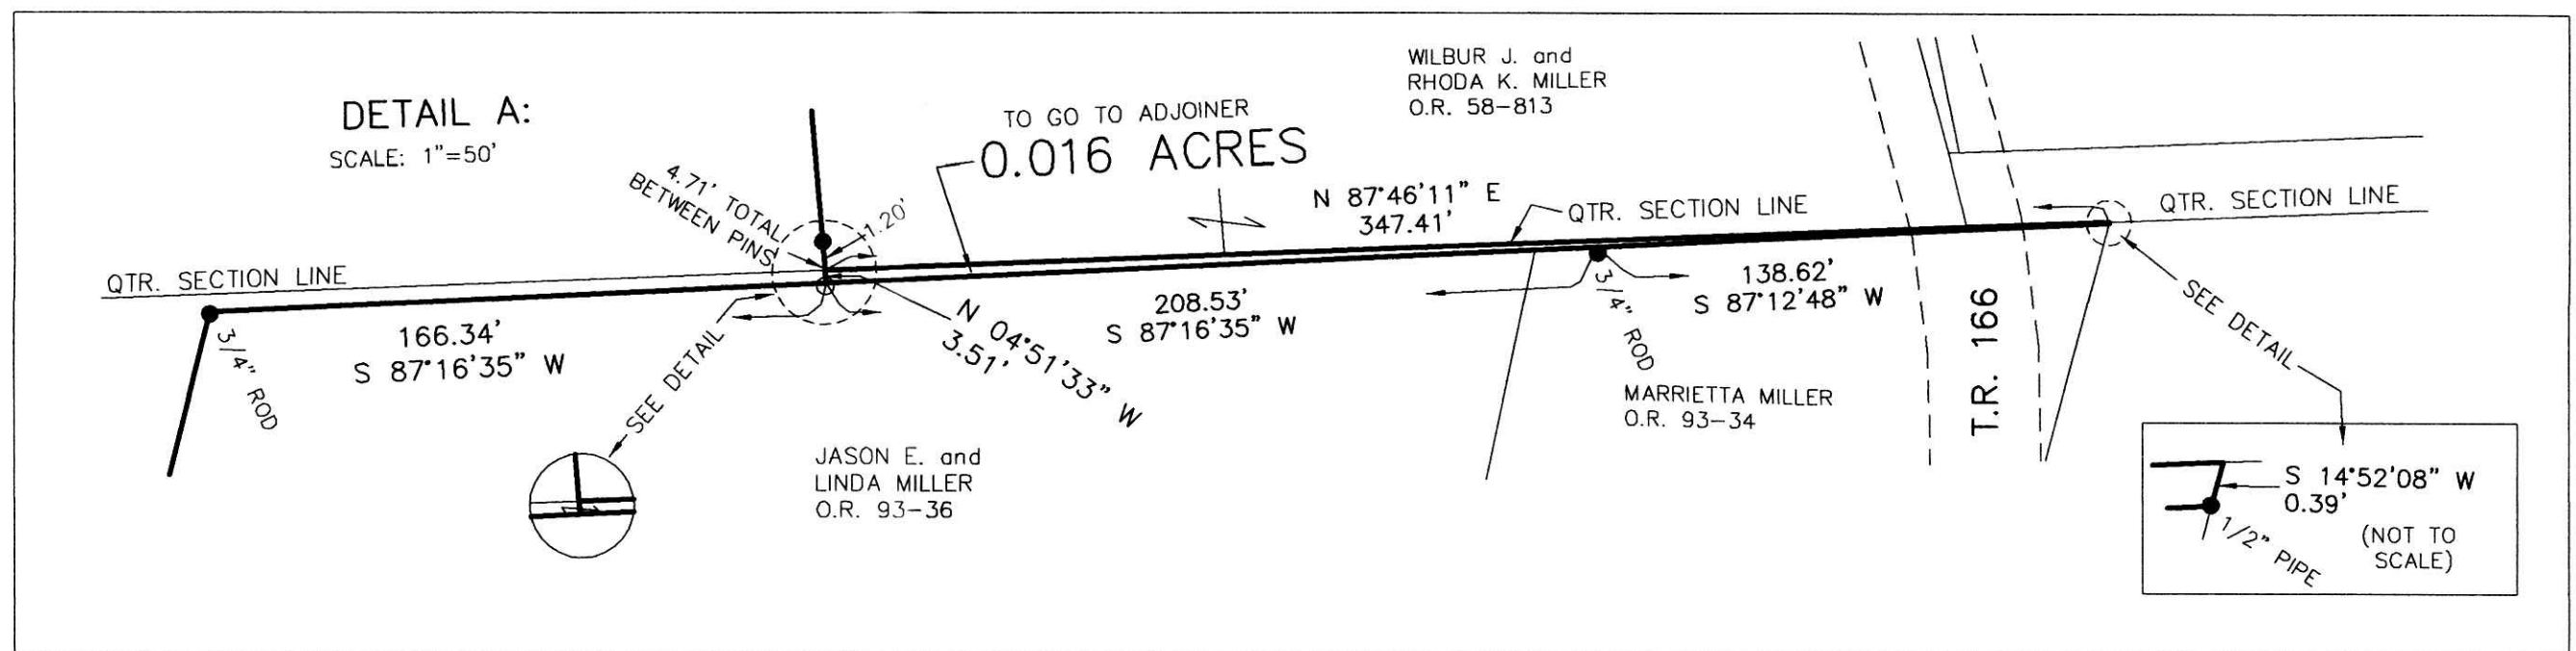 DETAIL A:
SCALE: 1"=50'
WILBUR J. and
RHODA K. MILLER
O.R. 58-813
TO GO TO ADJOINER
0.016 ACRES
4.71' TOTAL
BETWEEN PINS
1.20'
N 87°46'11" E
347.41'
QTR. SECTION LINE
QTR. SECTION LINE
QTR. SECTION LINE
166.34'
S 87°16'35" W
3/4" ROD
SEE DETAIL
N 04°51'33" W
3.51'
208.53'
S 87°16'35" W
3/4" ROD
138.62'
S 87°12'48" W
T.R. 166
SEE DETAIL
MARRIETTA MILLER
O.R. 93-34
JASON E. and
LINDA MILLER
O.R. 93-36
S 14°52'08" W
0.39'
(NOT TO
SCALE)
1/2" PIPE